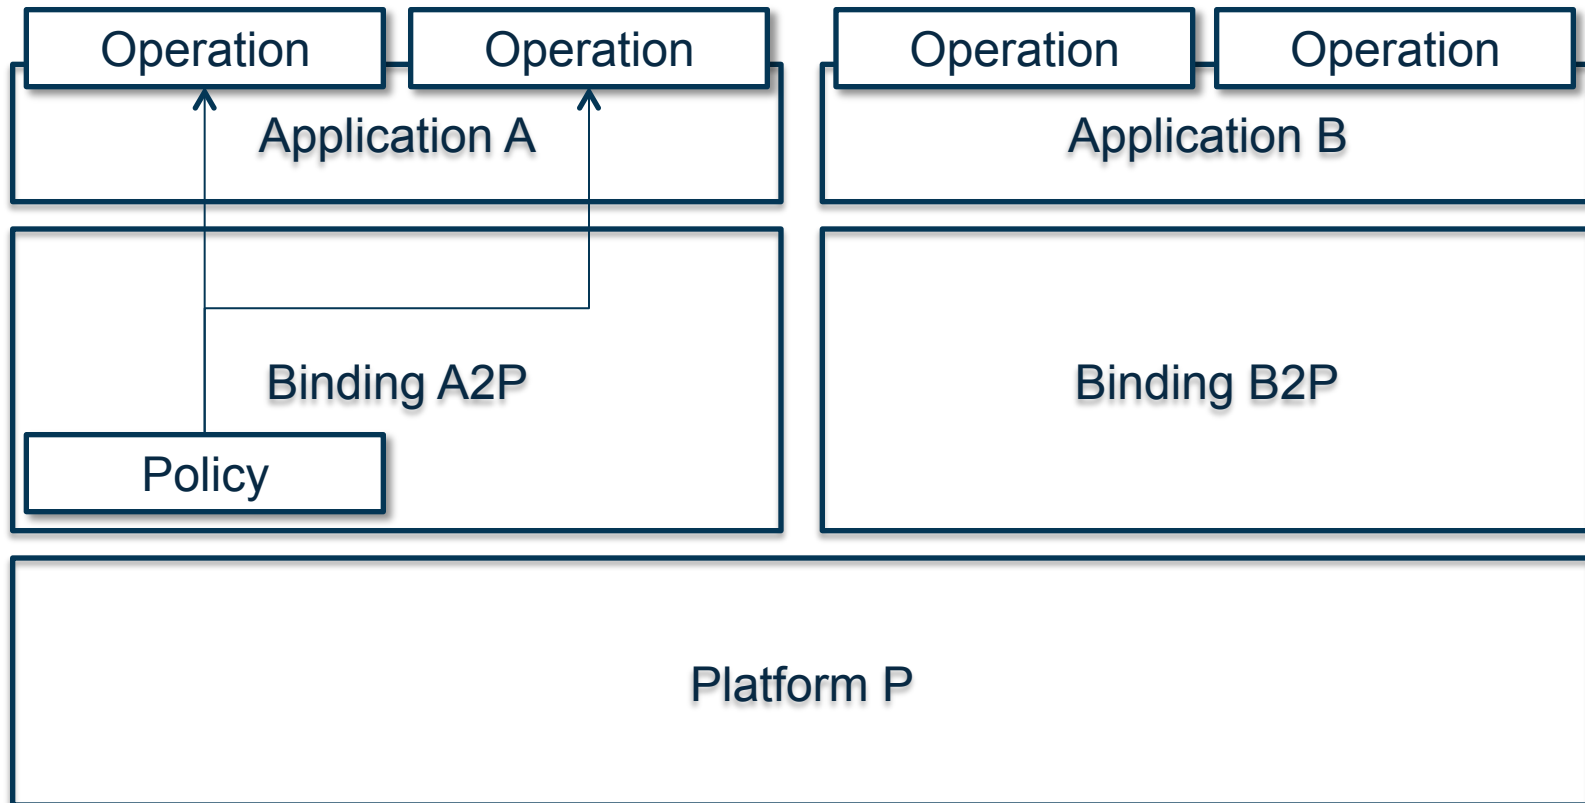 Operation
Operation
Operation
Operation
Application A
Application B
Binding A2P
Binding B2P
Policy
Platform P